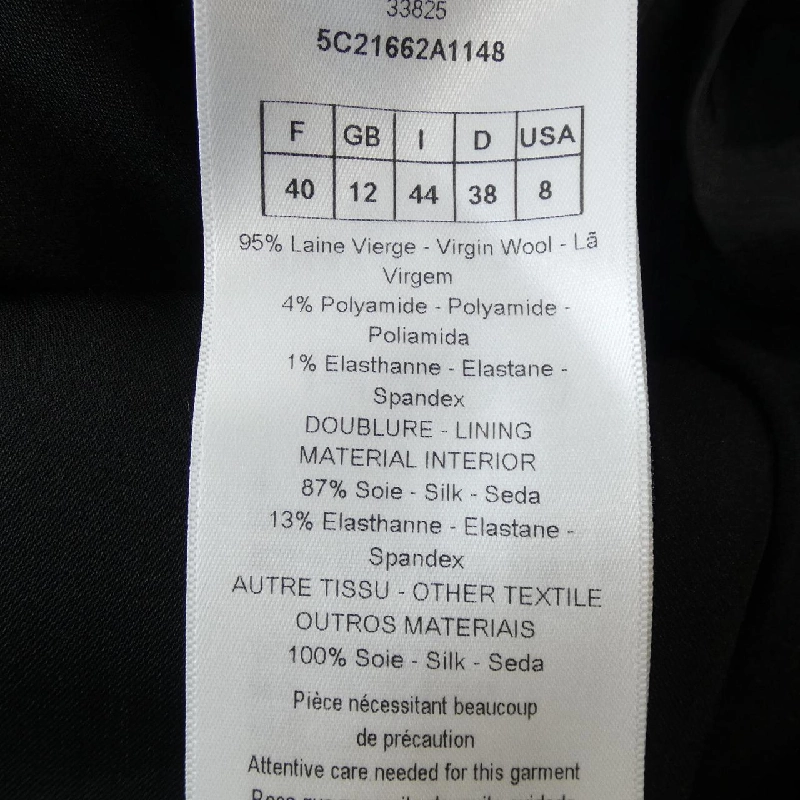 33825
5C21662A1148
F GB I D USA
40 12 44 38 8
95% Laine Vierge - Virgin Wool - Lã
Virgem
4% Polyamide - Polyamide -
Poliamida
1% Elasthanne - Elastane -
Spandex
DOUBLURE - LINING
MATERIAL INTERIOR
87% Soie - Silk - Seda
13% Elasthanne - Elastane -
Spandex
AUTRE TISSU - OTHER TEXTILE
OUTROS MATERIAIS
100% Soie - Silk - Seda
Pièce nécessitant beaucoup
de précaution
Attentive care needed for this garment